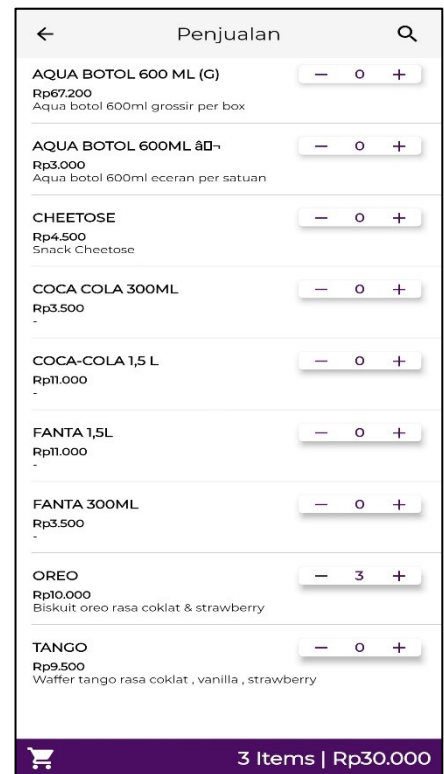 Penjualan
AQUA BOTOL 600 ML (G)
Rp67.200
Aqua botol 600ml grossir per box
0
AQUA BOTOL 600ML â▯¬
Rp3.000
Aqua botol 600ml eceran per satuan
0
CHEETOSE
Rp4.500
Snack Cheetose
0
COCA COLA 300ML
Rp3.500
-
0
COCA-COLA 1,5 L
Rp11.000
-
0
FANTA 1,5L
Rp11.000
-
0
FANTA 300ML
Rp3.500
-
0
OREO
Rp10.000
Biskuit oreo rasa coklat & strawberry
3
TANGO
Rp9.500
Waffer tango rasa coklat , vanilla , strawberry
0
3 Items | Rp30.000